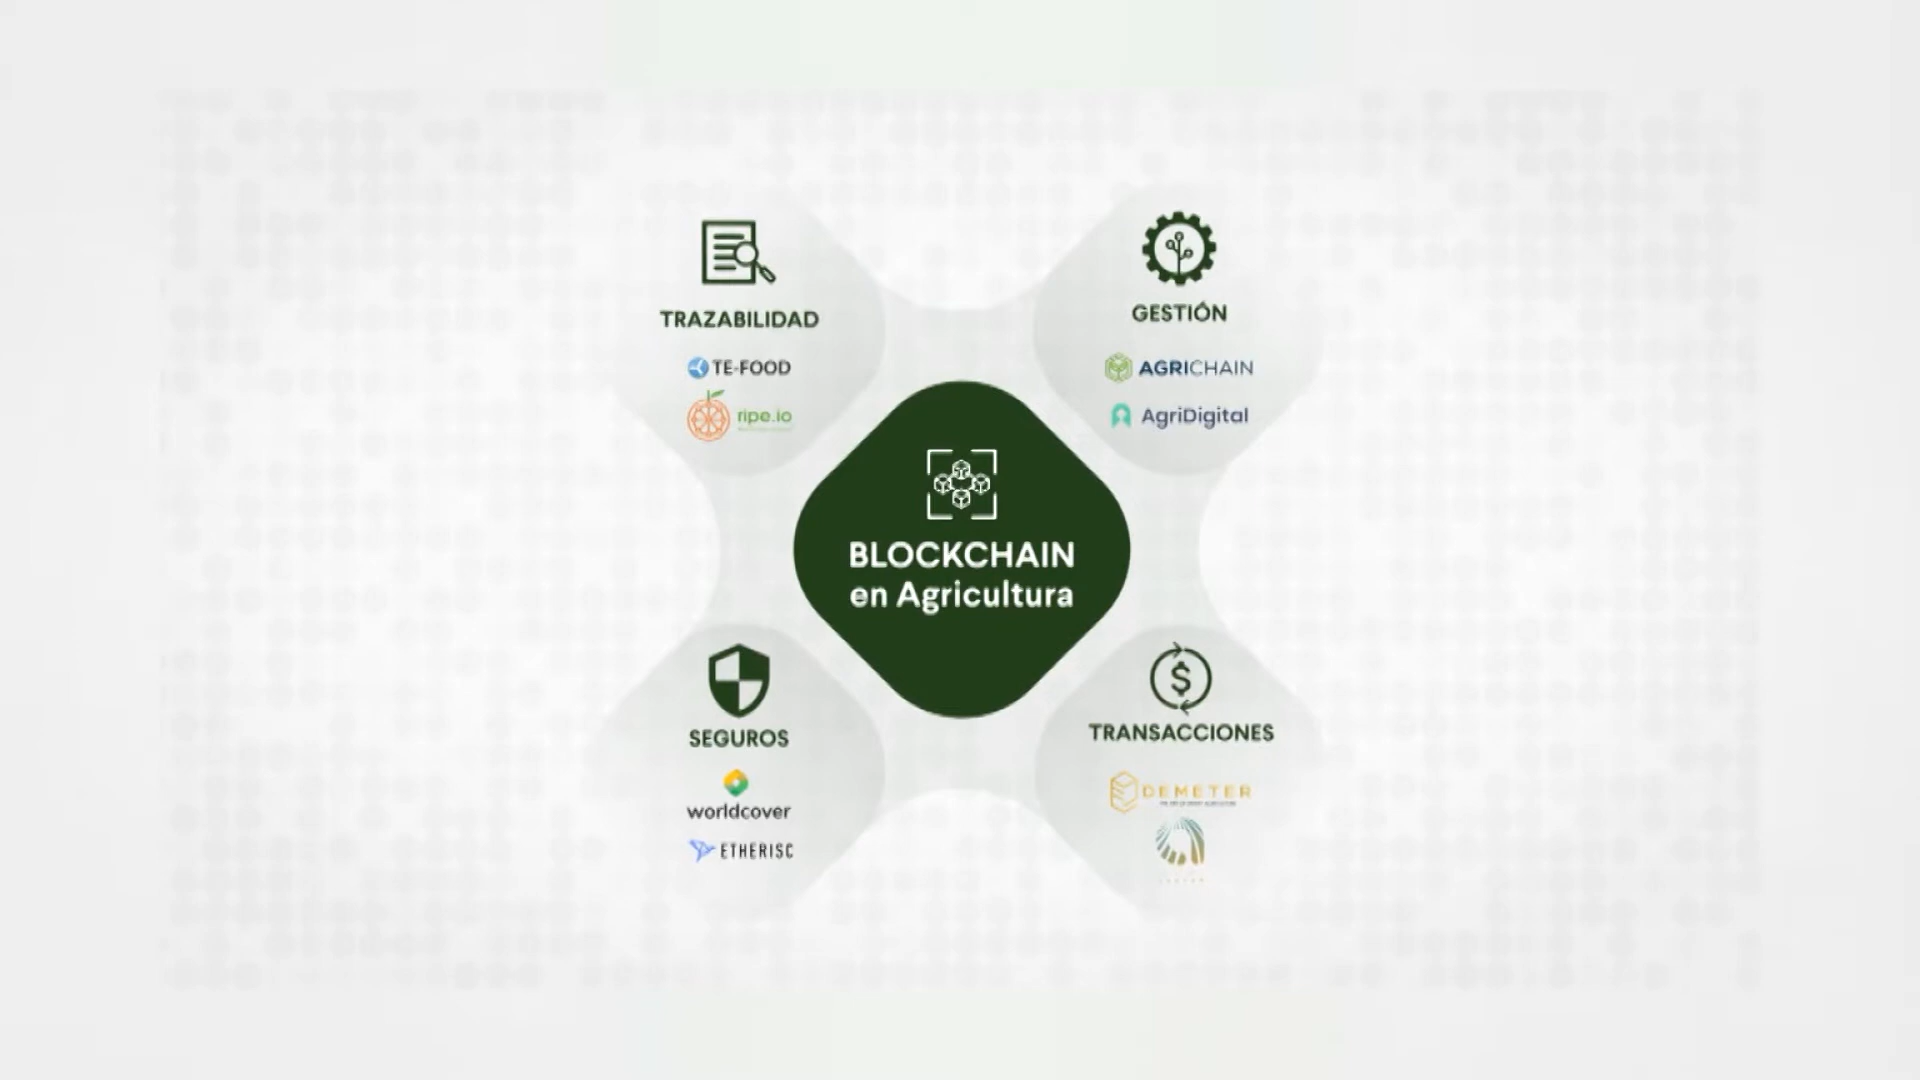 TRAZABILIDAD
TE-FOOD
ripe.io
GESTIÓN
AGRICHAIN
AgriDigital
BLOCKCHAIN
en Agricultura
SEGUROS
worldcover
ETHERISC
TRANSACCIONES
DEMETER